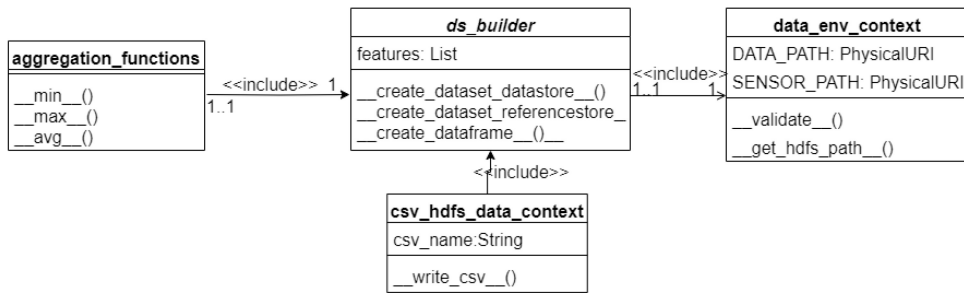 aggregation_functions
__min__()
__max__()
__avg__()
<<include>>
1
1..1
ds_builder
features: List
__create_dataset_datastore__()
__create_dataset_referencestore_
__create_dataframe__()__
<<include>>
1..1
1
data_env_context
DATA_PATH: PhysicalURI
SENSOR_PATH: PhysicalURI
__validate__()
__get_hdfs_path__()
<<include>>
csv_hdfs_data_context
csv_name:String
__write_csv__()